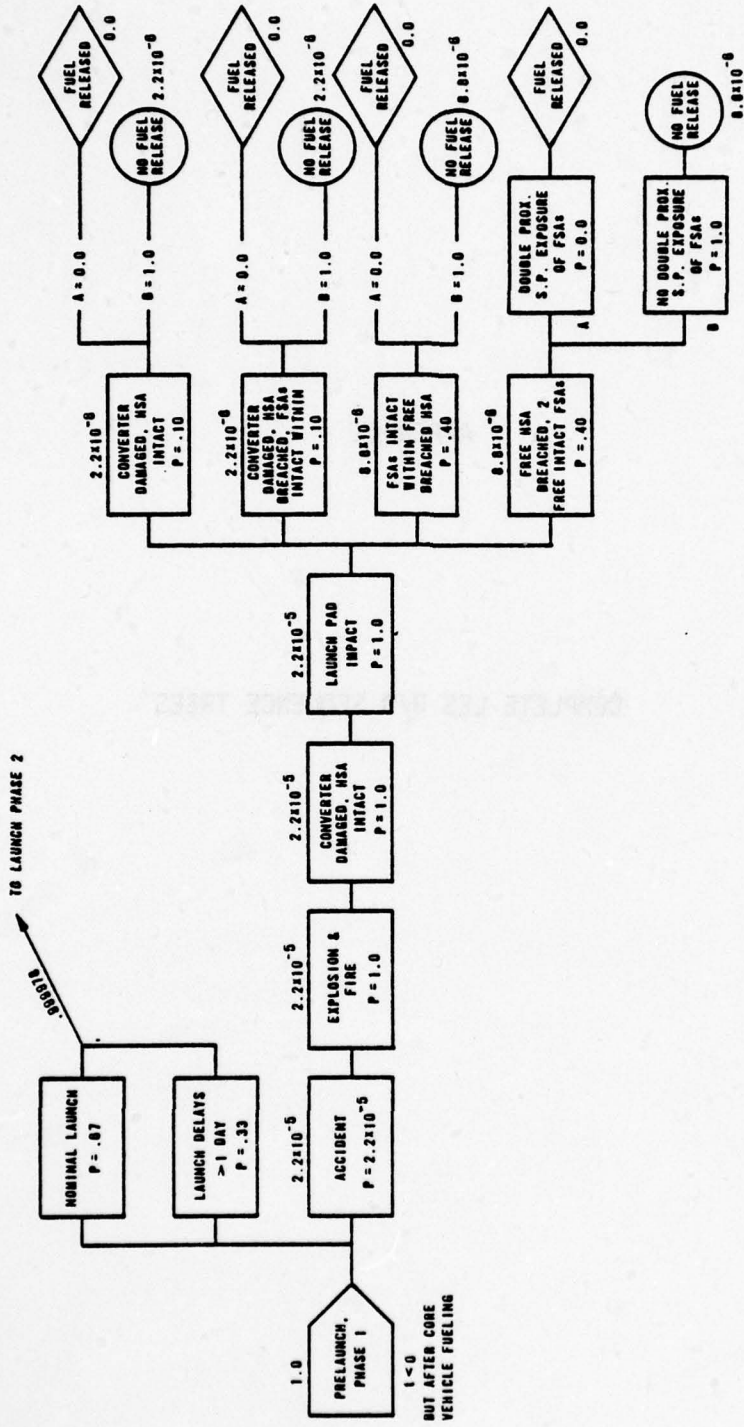 TO LAUNCH PHASE 2
.999978
NOMINAL LAUNCH
P = .67
LAUNCH DELAYS
>1 DAY
P = .33
1.0
PRELAUNCH,
PHASE 1
t < 0
BUT AFTER CORE
VEHICLE FUELING
2.2X10⁻⁵
ACCIDENT
P = 2.2X10⁻⁵
2.2X10⁻⁵
EXPLOSION &
FIRE
P = 1.0
2.2X10⁻⁵
CONVERTER
DAMAGED, HSA
INTACT
P = 1.0
2.2X10⁻⁵
LAUNCH PAD
IMPACT
P = 1.0
2.2X10⁻⁶
CONVERTER
DAMAGED, HSA
INTACT
P = .10
A = 0.0
FUEL
RELEASED
0.0
B = 1.0
NO FUEL
RELEASE
2.2X10⁻⁶
2.2X10⁻⁶
CONVERTER
DAMAGED, HSA
BREACHED, FSAs
INTACT WITHIN
P = .10
A = 0.0
FUEL
RELEASED
0.0
B = 1.0
NO FUEL
RELEASE
2.2X10⁻⁶
8.8X10⁻⁶
FSAs INTACT
WITHIN FREE
BREACHED HSA
P = .40
A = 0.0
FUEL
RELEASED
0.0
B = 1.0
NO FUEL
RELEASE
8.8X10⁻⁶
8.8X10⁻⁶
FREE HSA
BREACHED, 2
FREE INTACT FSAs
P = .40
A
DOUBLE PROX.
S.P. EXPOSURE
OF FSAs
P = 0.0
FUEL
RELEASED
0.0
B
NO DOUBLE PROX.
S.P. EXPOSURE
OF FSAs
P = 1.0
NO FUEL
RELEASE
8.8X10⁻⁶